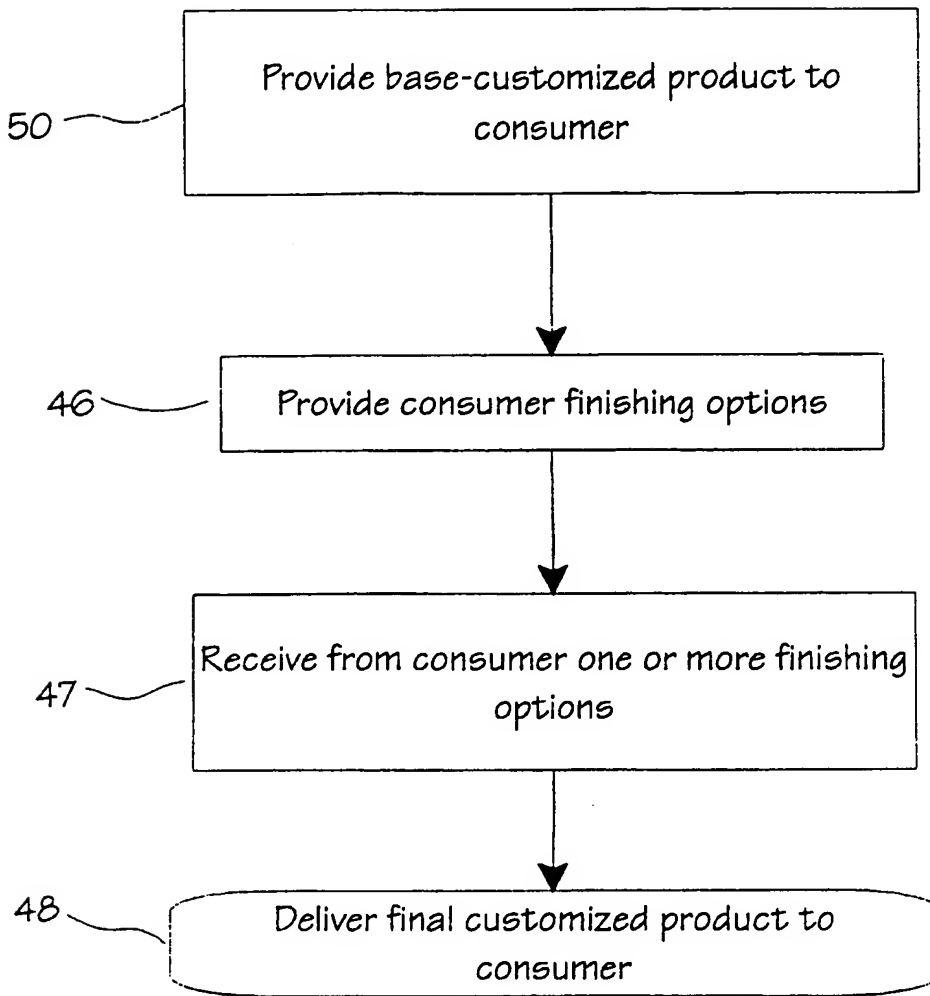 Provide base-customized product to
consumer
50
46
Provide consumer finishing options
Receive from consumer one or more finishing
options
47
Deliver final customized product to
consumer
48